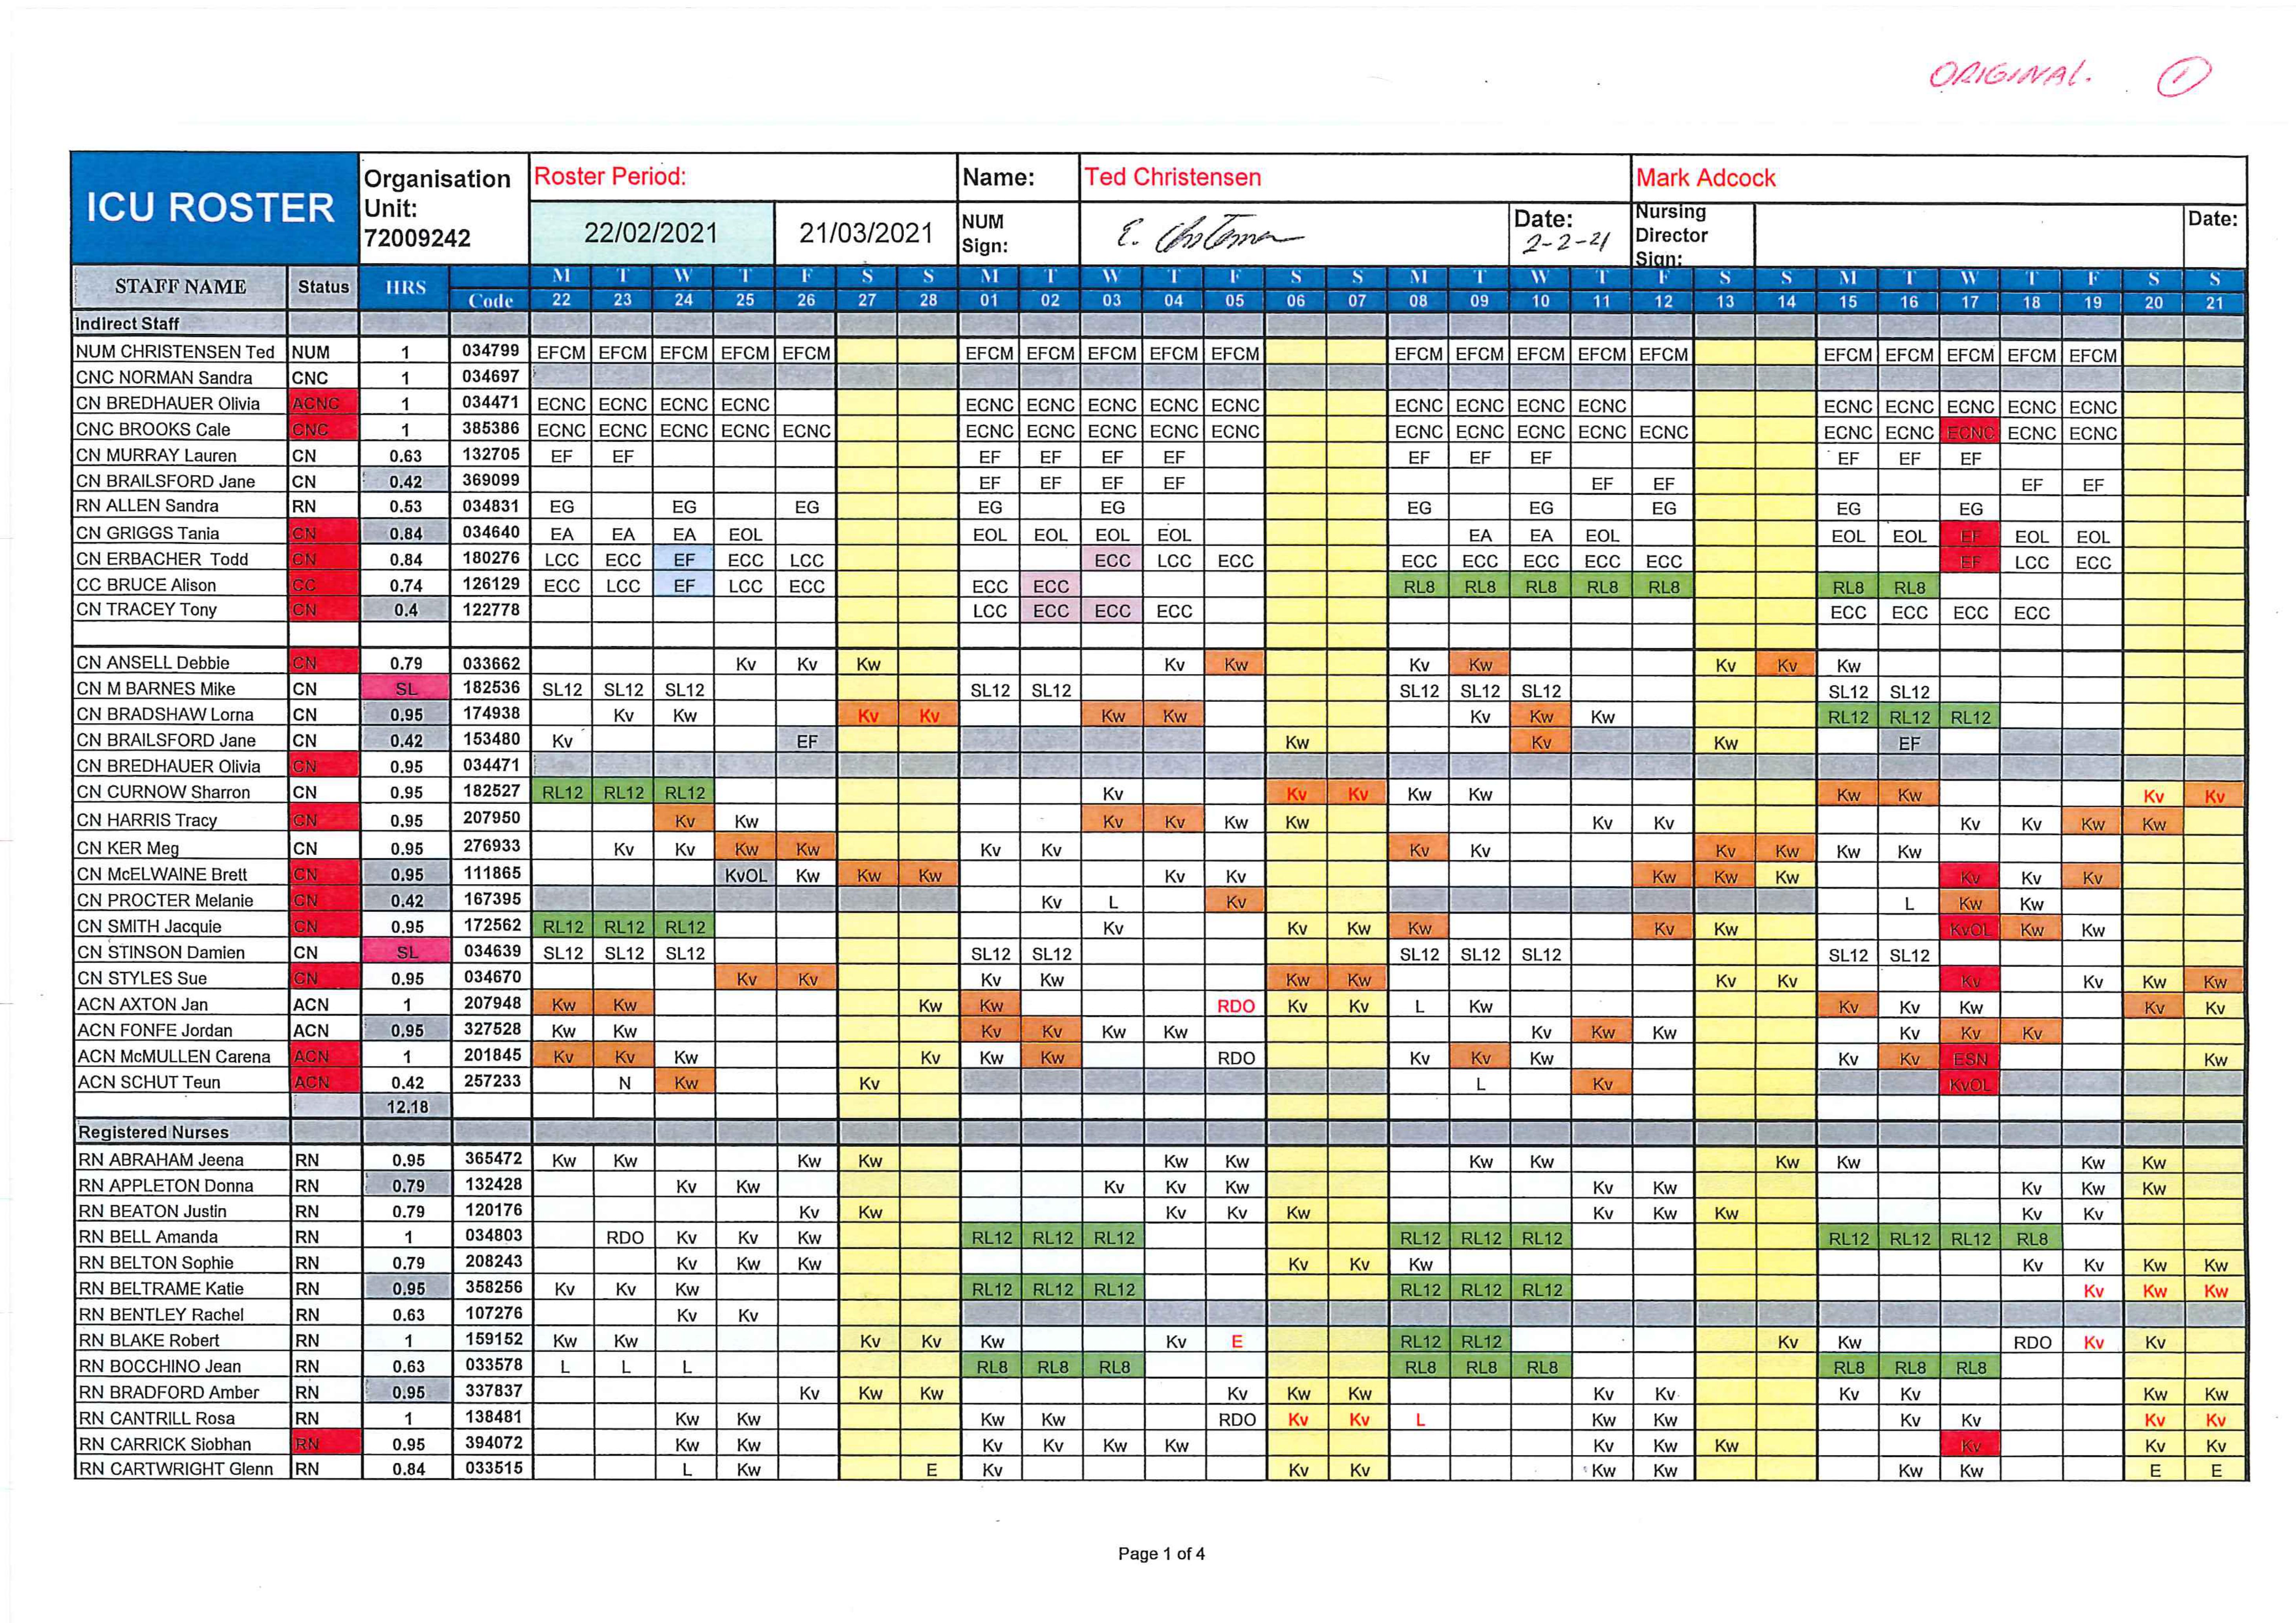 ORIGINAL. 1
ICU ROSTER
Organisation Unit: 72009242
Roster Period:
22/02/2021 21/03/2021
Name: Ted Christensen Mark Adcock
NUM Sign: E. Christensen Date: 2-2-21 Nursing Director Sign: Date:
STAFF NAME Status HRS Code M T W T F S S M T W T F S S M T W T F S S M T W T F S S
22 23 24 25 26 27 28 01 02 03 04 05 06 07 08 09 10 11 12 13 14 15 16 17 18 19 20 21
Indirect Staff
NUM CHRISTENSEN Ted NUM 1 034799 EFCM EFCM EFCM EFCM EFCM EFCM EFCM EFCM EFCM EFCM EFCM EFCM EFCM EFCM EFCM EFCM EFCM EFCM EFCM EFCM
CNC NORMAN Sandra CNC 1 034697
CN BREDHAUER Olivia ACNC 1 034471 ECNC ECNC ECNC ECNC ECNC ECNC ECNC ECNC ECNC ECNC ECNC ECNC ECNC ECNC ECNC ECNC ECNC ECNC
CNC BROOKS Cale CNC 1 385386 ECNC ECNC ECNC ECNC ECNC ECNC ECNC ECNC ECNC ECNC ECNC ECNC ECNC ECNC ECNC ECNC ECNC ECNC ECNC ECNC
CN MURRAY Lauren CN 0.63 132705 EF EF EF EF EF EF EF EF EF EF EF EF
CN BRAILSFORD Jane CN 0.42 369099 EF EF EF EF EF EF EF EF
RN ALLEN Sandra RN 0.53 034831 EG EG EG EG EG EG EG EG EG EG
CN GRIGGS Tania CN 0.84 034640 EA EA EA EOL EOL EOL EOL EOL EA EA EOL EOL EOL EF EOL EOL
CN ERBACHER Todd CN 0.84 180276 LCC ECC EF ECC LCC ECC LCC ECC ECC ECC ECC ECC ECC EF LCC ECC
CC BRUCE Alison CC 0.74 126129 ECC LCC EF LCC ECC ECC ECC RL8 RL8 RL8 RL8 RL8 RL8 RL8
CN TRACEY Tony CN 0.4 122778 LCC ECC ECC ECC ECC ECC ECC ECC
CN ANSELL Debbie CN 0.79 033662 Kv Kv Kw Kv Kw Kv Kw Kv Kv Kw
CN M BARNES Mike CN SL 182536 SL12 SL12 SL12 SL12 SL12 SL12 SL12 SL12 SL12 SL12
CN BRADSHAW Lorna CN 0.95 174938 Kv Kw Kv Kv Kw Kw Kv Kw Kw RL12 RL12 RL12
CN BRAILSFORD Jane CN 0.42 153480 Kv EF Kw Kv Kw EF
CN BREDHAUER Olivia CN 0.95 034471
CN CURNOW Sharron CN 0.95 182527 RL12 RL12 RL12 Kv Kv Kv Kw Kw Kw Kw Kv Kv
CN HARRIS Tracy CN 0.95 207950 Kv Kw Kv Kv Kw Kw Kv Kv Kv Kv Kw Kw
CN KER Meg CN 0.95 276933 Kv Kv Kw Kw Kv Kv Kv Kv Kv Kw Kw Kw
CN McELWAINE Brett CN 0.95 111865 KvOL Kw Kw Kw Kv Kv Kw Kw Kw Kv Kv Kv
CN PROCTER Melanie CN 0.42 167395 Kv L Kv L Kw Kw
CN SMITH Jacquie CN 0.95 172562 RL12 RL12 RL12 Kv Kv Kw Kw Kv Kw KvOL Kw Kw
CN STINSON Damien CN SL 034639 SL12 SL12 SL12 SL12 SL12 SL12 SL12 SL12 SL12 SL12
CN STYLES Sue CN 0.95 034670 Kv Kv Kv Kw Kw Kw Kv Kv Kv Kv Kw Kw
ACN AXTON Jan ACN 1 207948 Kw Kw Kw Kw RDO Kv Kv L Kw Kv Kv Kw Kv Kv
ACN FONFE Jordan ACN 0.95 327528 Kw Kw Kv Kv Kw Kw Kv Kw Kw Kv Kv Kv
ACN McMULLEN Carena ACN 1 201845 Kv Kv Kw Kv Kw Kw RDO Kv Kv Kw Kv Kv ESN Kw
ACN SCHUT Teun ACN 0.42 257233 N Kw Kv L Kv KvOL
12.18
Registered Nurses
RN ABRAHAM Jeena RN 0.95 365472 Kw Kw Kw Kw Kw Kw Kw Kw Kw Kw Kw Kw
RN APPLETON Donna RN 0.79 132428 Kv Kw Kv Kv Kw Kv Kw Kv Kw Kw
RN BEATON Justin RN 0.79 120176 Kv Kw Kv Kv Kw Kv Kw Kw Kv Kv
RN BELL Amanda RN 1 034803 RDO Kv Kv Kw RL12 RL12 RL12 RL12 RL12 RL12 RL12 RL12 RL12 RL8
RN BELTON Sophie RN 0.79 208243 Kv Kw Kw Kv Kv Kw Kv Kv Kw Kw
RN BELTRAME Katie RN 0.95 358256 Kv Kv Kw RL12 RL12 RL12 RL12 RL12 RL12 Kv Kw Kw
RN BENTLEY Rachel RN 0.63 107276 Kv Kv
RN BLAKE Robert RN 1 159152 Kw Kw Kv Kv Kw Kv E RL12 RL12 Kv Kw RDO Kv Kv
RN BOCCHINO Jean RN 0.63 033578 L L L RL8 RL8 RL8 RL8 RL8 RL8 RL8 RL8 RL8
RN BRADFORD Amber RN 0.95 337837 Kv Kw Kw Kv Kw Kw Kv Kv Kv Kv Kw Kw
RN CANTRILL Rosa RN 1 138481 Kw Kw Kw Kw RDO Kv Kv L Kw Kw Kv Kv Kv Kv
RN CARRICK Siobhan RN 0.95 394072 Kw Kw Kv Kv Kw Kw Kv Kw Kw Kv Kv Kv
RN CARTWRIGHT Glenn RN 0.84 033515 L Kw E Kv Kv Kv Kw Kw Kw Kw E E
Page 1 of 4